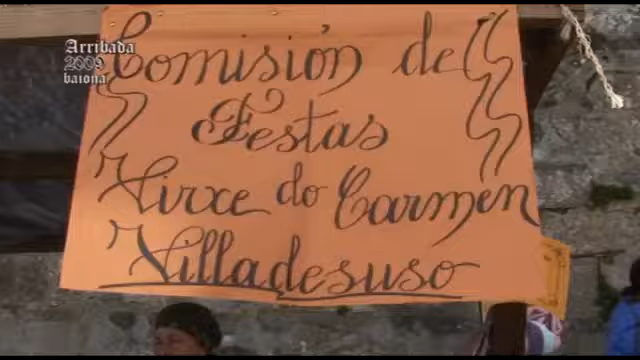 Arribada
2009
baiona
Comisión de
Festas
Virxe do Carmen
Villadesuso